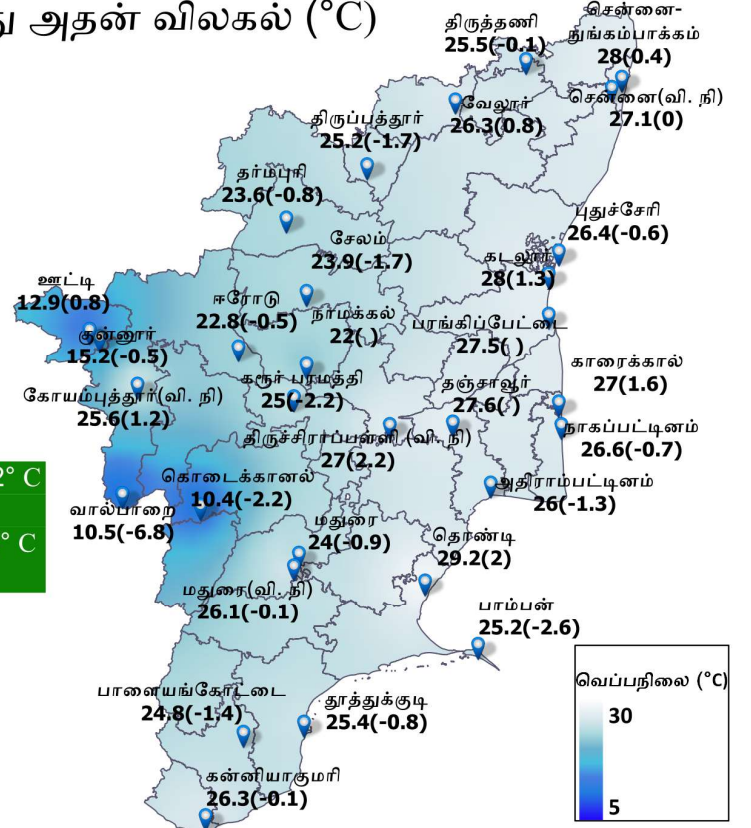 து அதன் விலகல் (°C)
திருத்தணி
25.5(-0.1)
சென்னை-
நுங்கம்பாக்கம்
28(0.4)
சென்னை(வி. நி)
27.1(0)
வேலூர்
26.3(0.8)
திருப்பத்தூர்
25.2(-1.7)
தர்மபுரி
23.6(-0.8)
புதுச்சேரி
26.4(-0.6)
சேலம்
23.9(-1.7)
கடலூர்
28(1.3)
ஊட்டி
12.9(0.8)
ஈரோடு
22.8(-0.5)
நாமக்கல்
22( )
பரங்கிப்பேட்டை
27.5( )
குன்னூர்
15.2(-0.5)
காரைக்கால்
27(1.6)
கோயம்புத்தூர்(வி. நி)
25.6(1.2)
கரூர் பரமத்தி
25(-2.2)
தஞ்சாவூர்
27.6( )
திருச்சிராப்பள்ளி (வி. நி)
27(2.2)
நாகப்பட்டினம்
26.6(-0.7)
2° C
° C
கொடைக்கானல்
10.4(-2.2)
அதிராம்பட்டினம்
26(-1.3)
வால்பாறை
10.5(-6.8)
மதுரை
24(-0.9)
தொண்டி
29.2(2)
மதுரை(வி. நி)
26.1(-0.1)
பாம்பன்
25.2(-2.6)
பாளையங்கோட்டை
24.8(-1.4)
தூத்துக்குடி
25.4(-0.8)
கன்னியாகுமரி
26.3(-0.1)
வெப்பநிலை (°C)
30
5